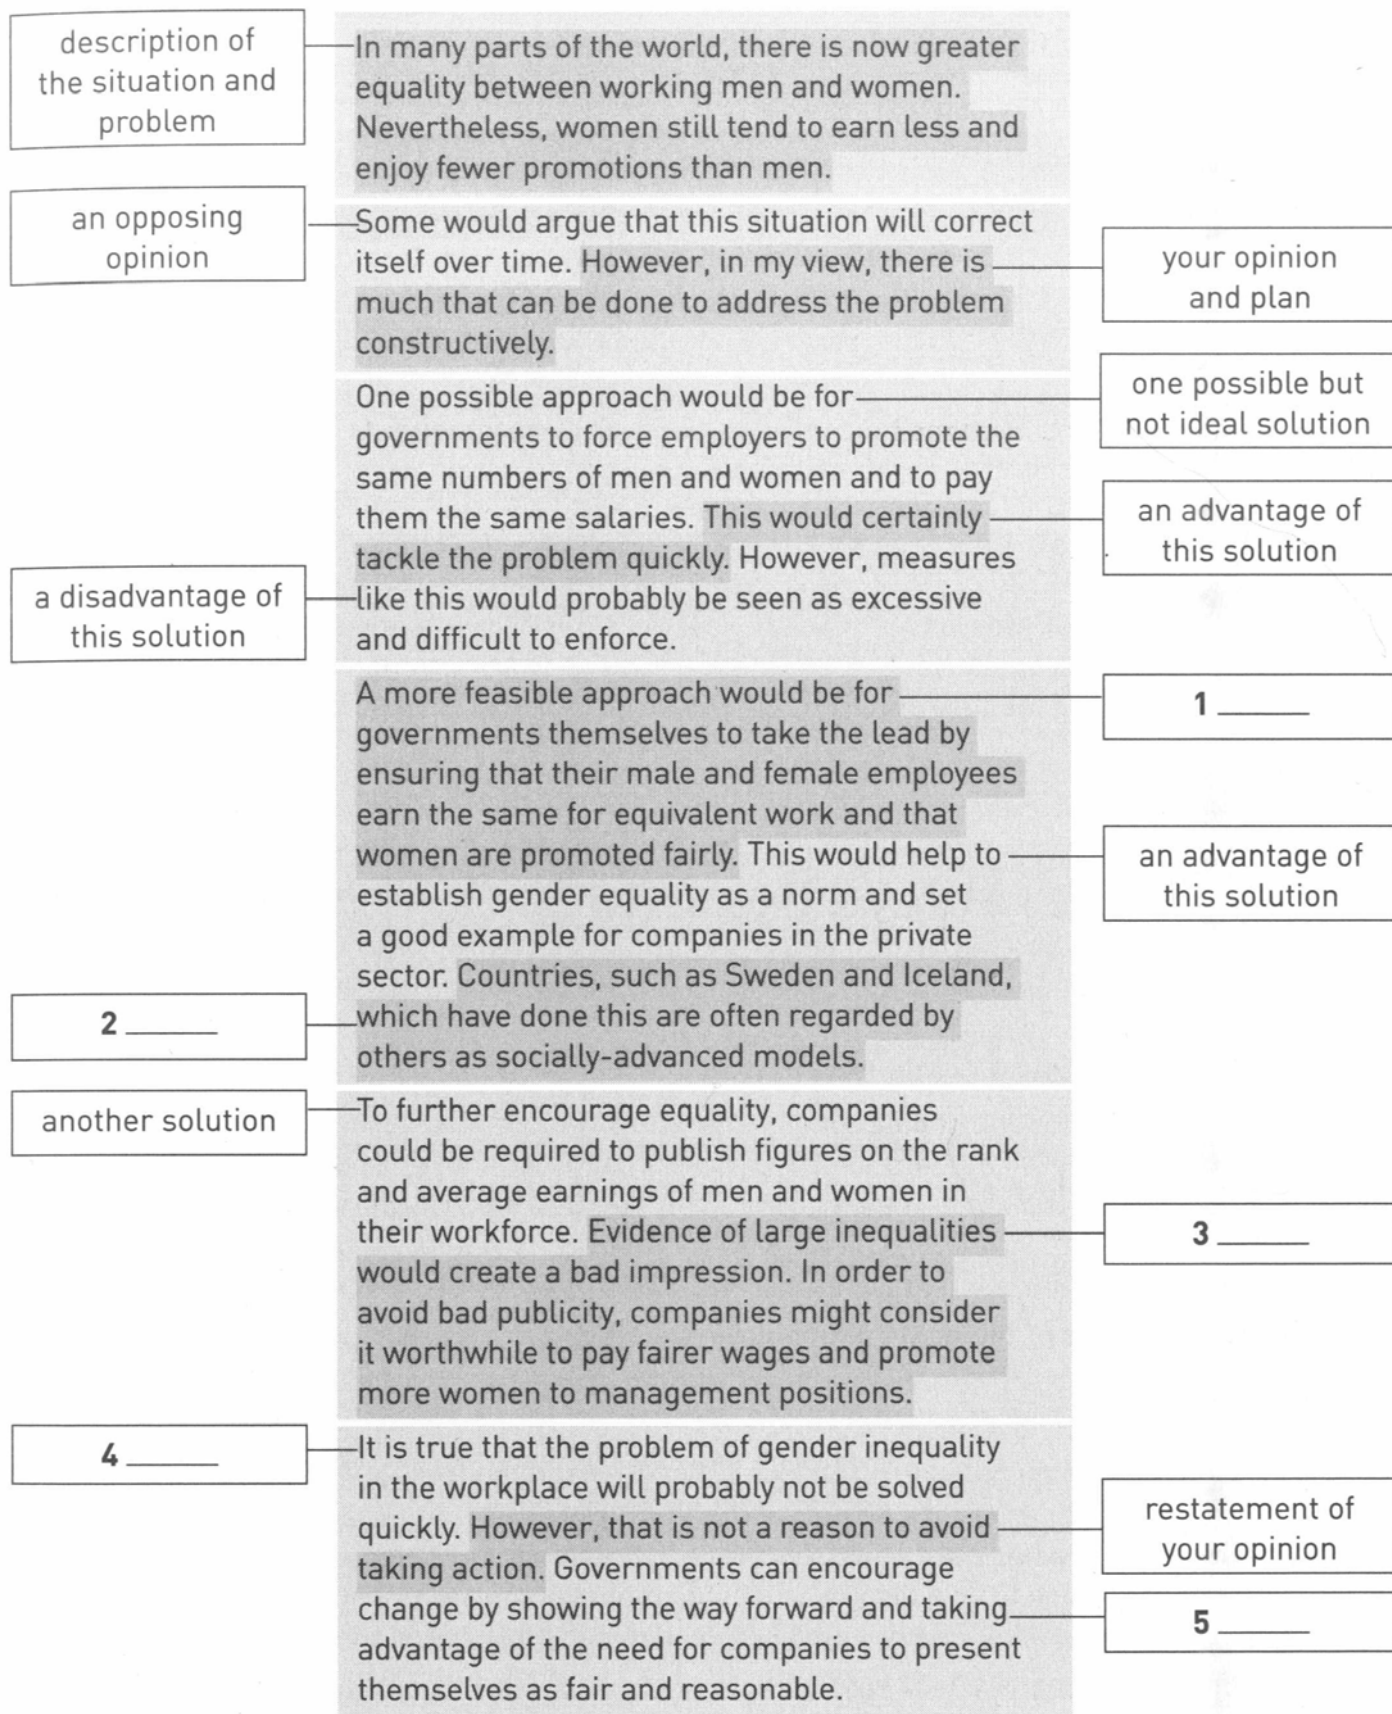 description of
the situation and
problem
In many parts of the world, there is now greater
equality between working men and women.
Nevertheless, women still tend to earn less and
enjoy fewer promotions than men.
an opposing
opinion
Some would argue that this situation will correct
itself over time. However, in my view, there is
much that can be done to address the problem
constructively.
your opinion
and plan
one possible but
not ideal solution
One possible approach would be for
governments to force employers to promote the
same numbers of men and women and to pay
them the same salaries. This would certainly
tackle the problem quickly. However, measures
like this would probably be seen as excessive
and difficult to enforce.
an advantage of
this solution
a disadvantage of
this solution
A more feasible approach would be for
governments themselves to take the lead by
ensuring that their male and female employees
earn the same for equivalent work and that
women are promoted fairly. This would help to
establish gender equality as a norm and set
a good example for companies in the private
sector. Countries, such as Sweden and Iceland,
which have done this are often regarded by
others as socially-advanced models.
1 ______
an advantage of
this solution
2 ______
another solution
To further encourage equality, companies
could be required to publish figures on the rank
and average earnings of men and women in
their workforce. Evidence of large inequalities
would create a bad impression. In order to
avoid bad publicity, companies might consider
it worthwhile to pay fairer wages and promote
more women to management positions.
3 ______
4 ______
It is true that the problem of gender inequality
in the workplace will probably not be solved
quickly. However, that is not a reason to avoid
taking action. Governments can encourage
change by showing the way forward and taking
advantage of the need for companies to present
themselves as fair and reasonable.
restatement of
your opinion
5 ______